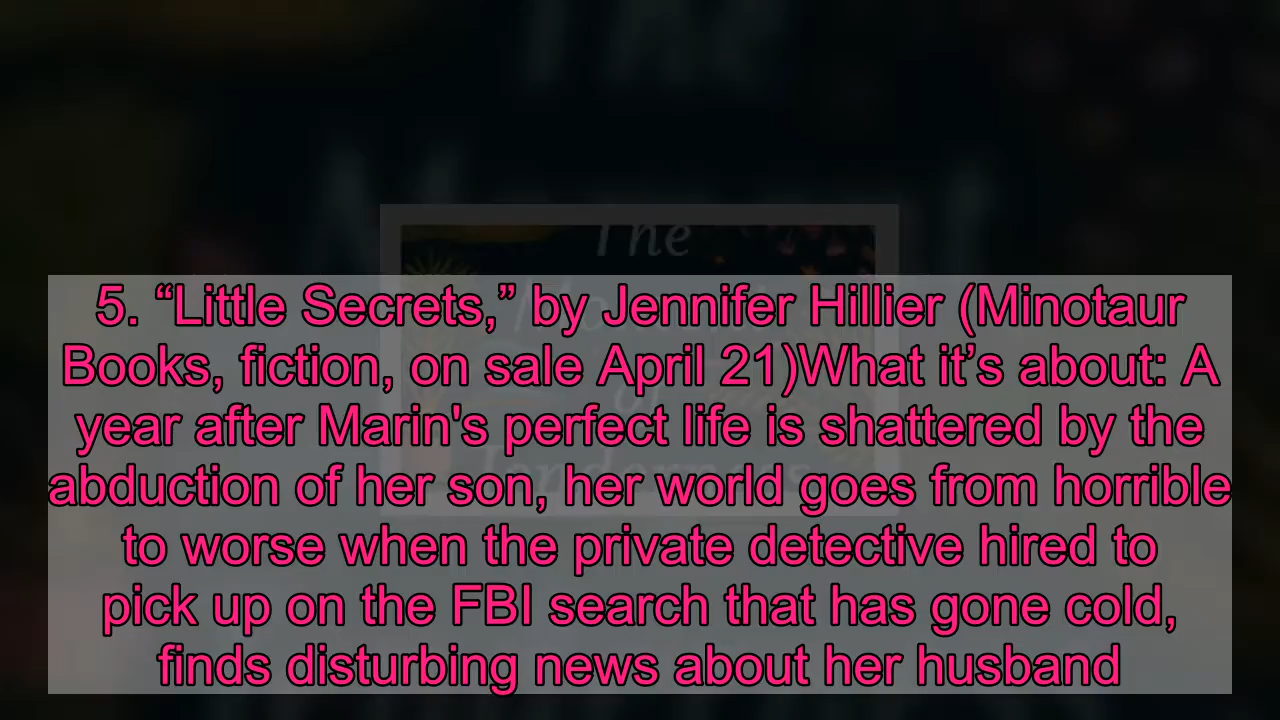 The
The
5. “Little Secrets,” by Jennifer Hillier (Minotaur
Books, fiction, on sale April 21)What it’s about: A
year after Marin's perfect life is shattered by the
abduction of her son, her world goes from horrible
to worse when the private detective hired to
pick up on the FBI search that has gone cold,
finds disturbing news about her husband